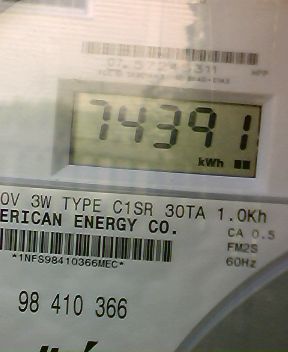 74391
kWh
0V 3W TYPE C1SR 30TA 1.0Kh
ERICAN ENERGY CO.
CA 0.5
FM2S
60Hz
*1NFS98410366MEC*
98 410 366